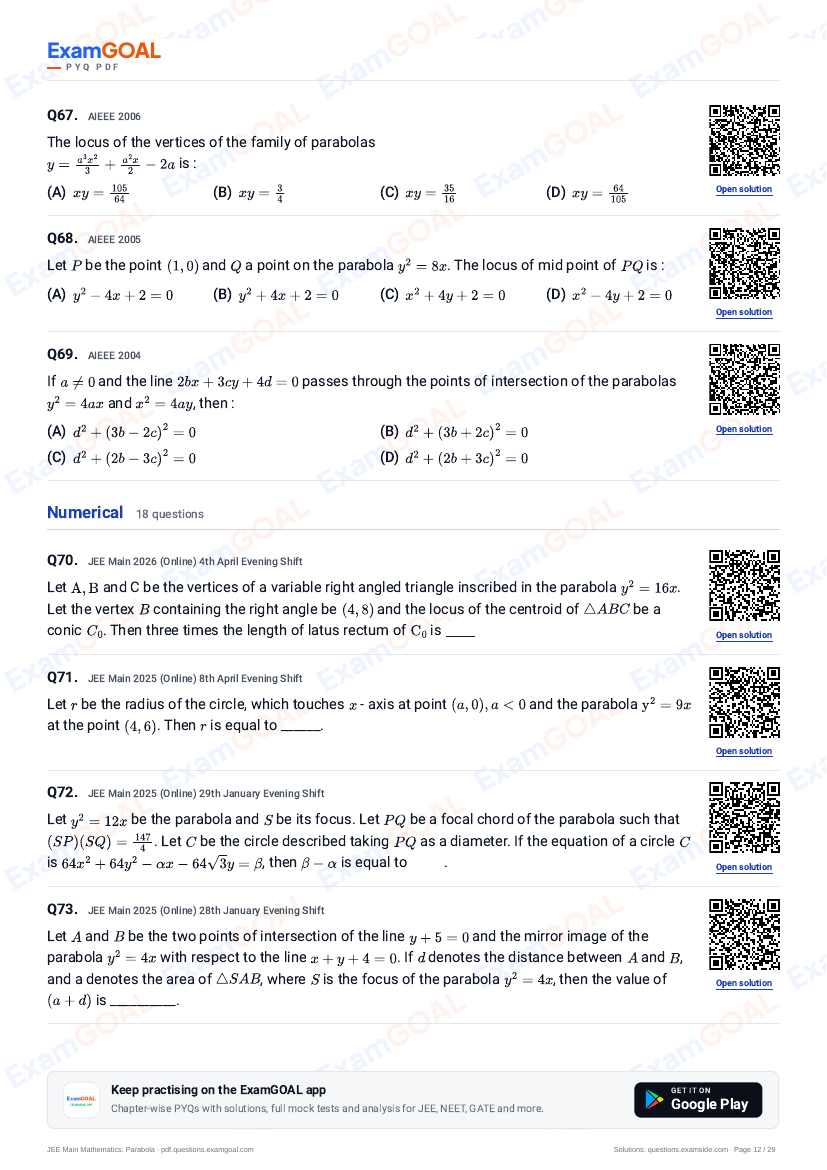 ExamGOAL
PYQ PDF
Q67. AIEEE 2006
The locus of the vertices of the family of parabolas
y = \frac{a^3x^2}{3} + \frac{a^2x}{2} − 2a is :
(A) xy = \frac{105}{64} (B) xy = \frac{3}{4} (C) xy = \frac{35}{16} (D) xy = \frac{64}{105}
Open solution
Q68. AIEEE 2005
Let P be the point (1, 0) and Q a point on the parabola y² = 8x. The locus of mid point of PQ is :
(A) y² − 4x + 2 = 0 (B) y² + 4x + 2 = 0 (C) x² + 4y + 2 = 0 (D) x² − 4y + 2 = 0
Open solution
Q69. AIEEE 2004
If a ≠ 0 and the line 2bx + 3cy + 4d = 0 passes through the points of intersection of the parabolas
y² = 4ax and x² = 4ay, then :
(A) d² + (3b − 2c)² = 0 (B) d² + (3b + 2c)² = 0
(C) d² + (2b − 3c)² = 0 (D) d² + (2b + 3c)² = 0
Open solution
Numerical 18 questions
Q70. JEE Main 2026 (Online) 4th April Evening Shift
Let A, B and C be the vertices of a variable right angled triangle inscribed in the parabola y² = 16x.
Let the vertex B containing the right angle be (4, 8) and the locus of the centroid of △ABC be a
conic C₀. Then three times the length of latus rectum of C₀ is ____
Open solution
Q71. JEE Main 2025 (Online) 8th April Evening Shift
Let r be the radius of the circle, which touches x - axis at point (a, 0), a < 0 and the parabola y² = 9x
at the point (4, 6). Then r is equal to ______.
Open solution
Q72. JEE Main 2025 (Online) 29th January Evening Shift
Let y² = 12x be the parabola and S be its focus. Let PQ be a focal chord of the parabola such that
(SP)(SQ) = \frac{147}{4}. Let C be the circle described taking PQ as a diameter. If the equation of a circle C
is 64x² + 64y² − αx − 64√3y = β, then β − α is equal to .
Open solution
Q73. JEE Main 2025 (Online) 28th January Evening Shift
Let A and B be the two points of intersection of the line y + 5 = 0 and the mirror image of the
parabola y² = 4x with respect to the line x + y + 4 = 0. If d denotes the distance between A and B,
and a denotes the area of △SAB, where S is the focus of the parabola y² = 4x, then the value of
(a + d) is __________.
Open solution
Keep practising on the ExamGOAL app
Chapter-wise PYQs with solutions, full mock tests and analysis for JEE, NEET, GATE and more.
GET IT ON
Google Play
JEE Main Mathematics: Parabola · pdf.questions.examgoal.com Solutions: questions.examside.com · Page 12 / 29